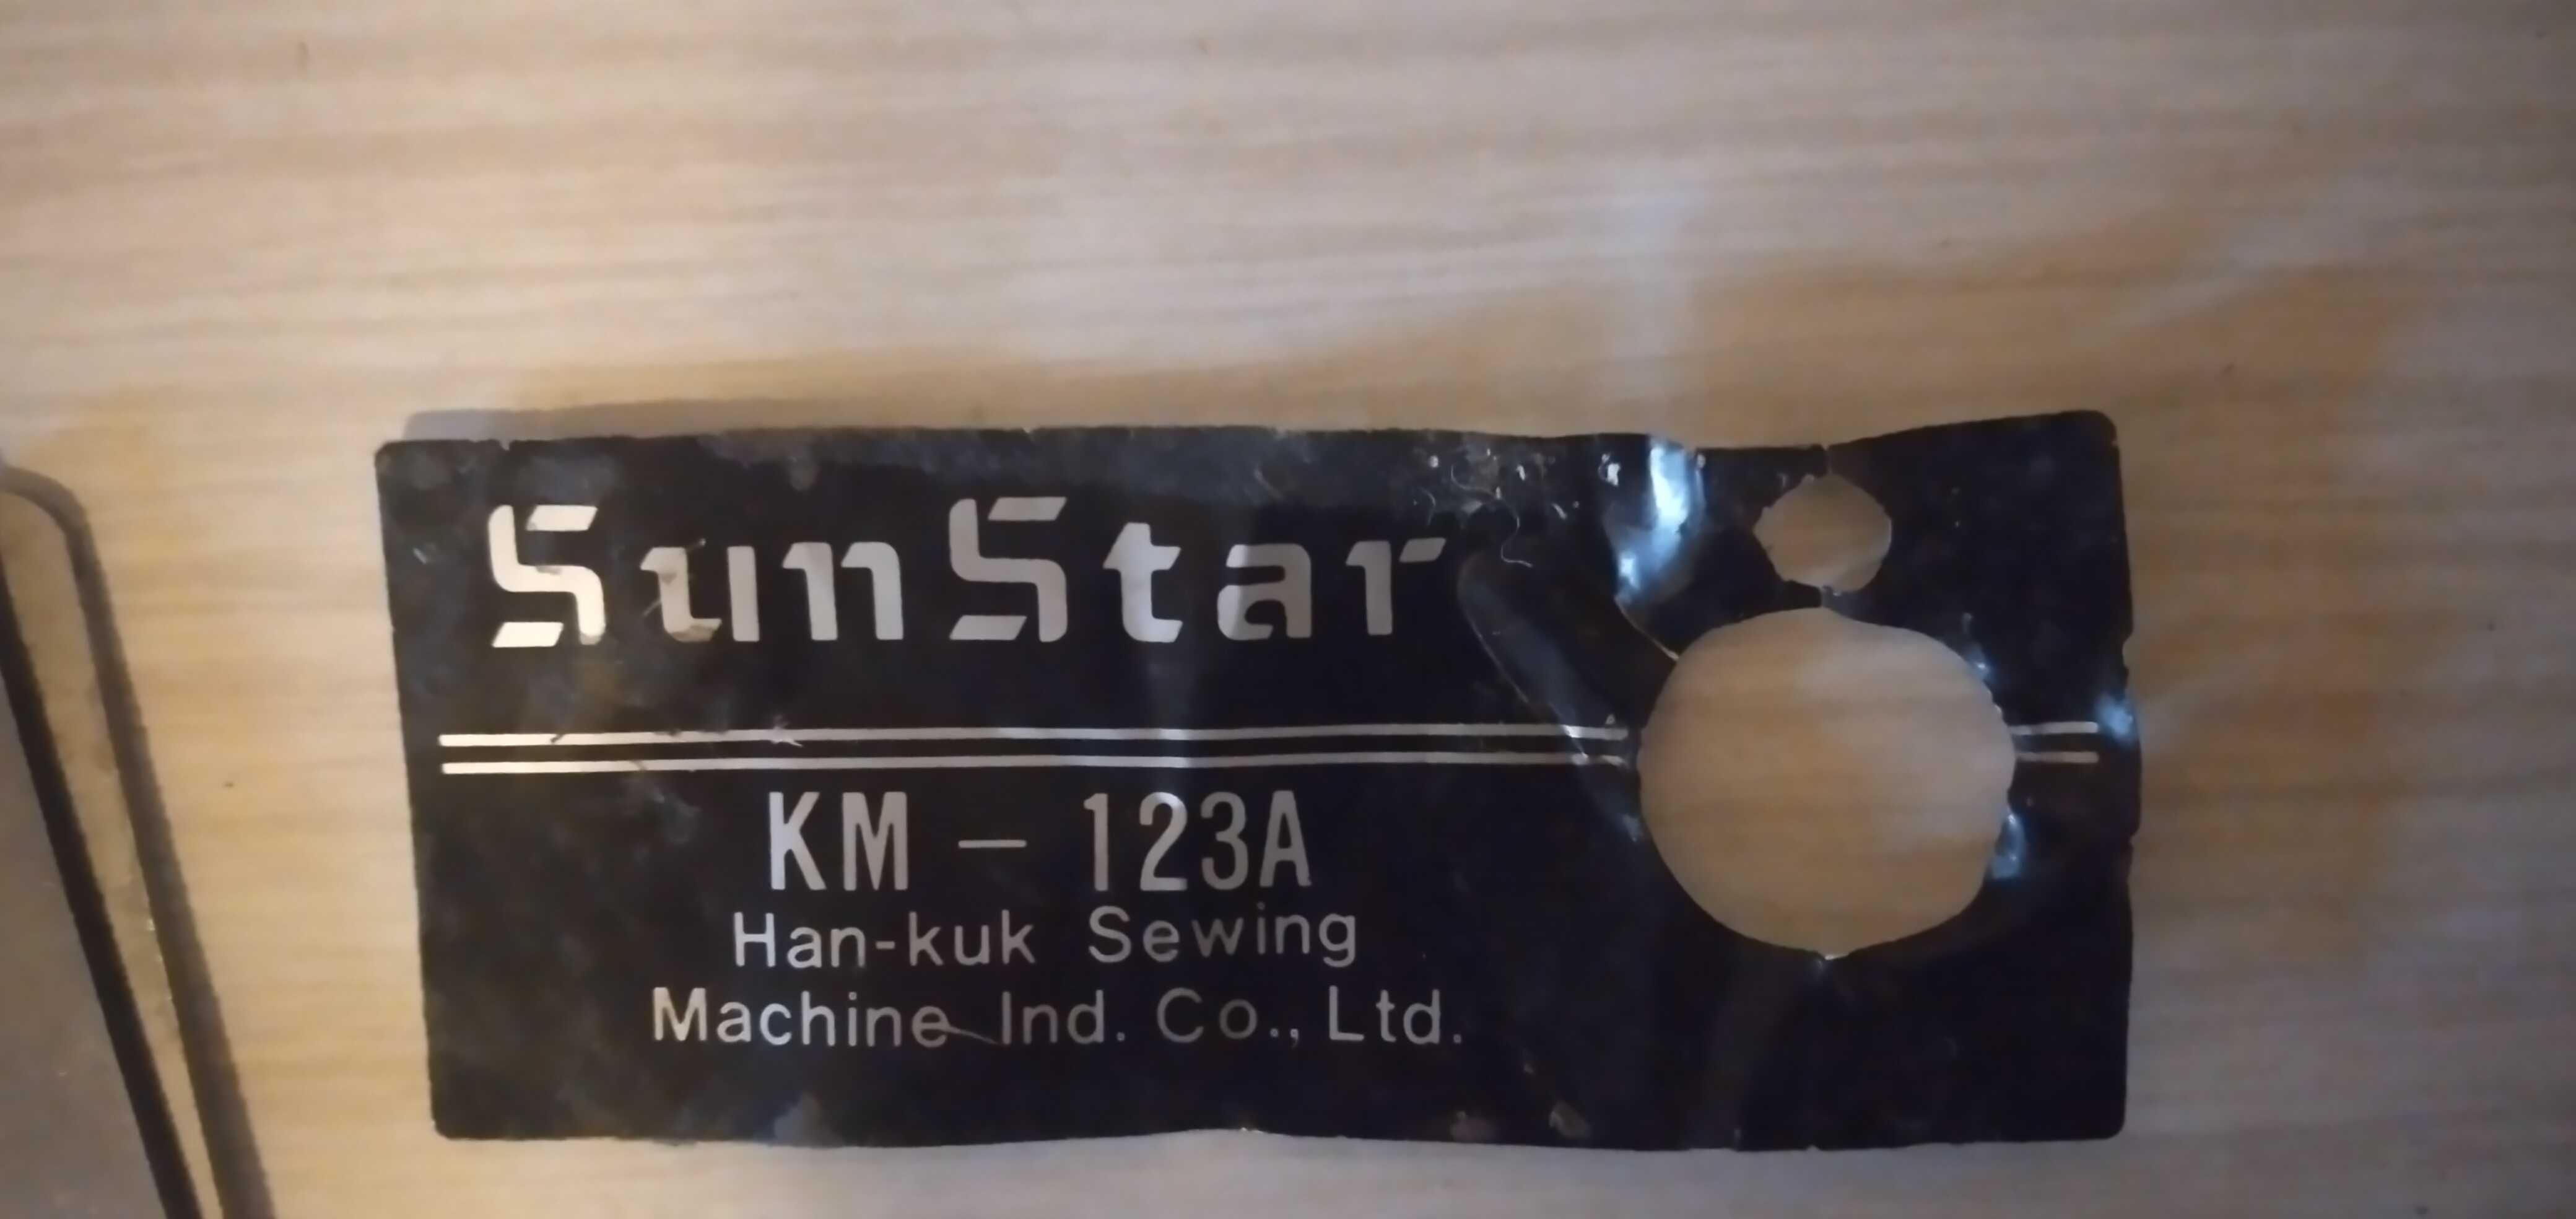 SunStar
KM - 123A
Han-kuk Sewing
Machine Ind. Co., Ltd.